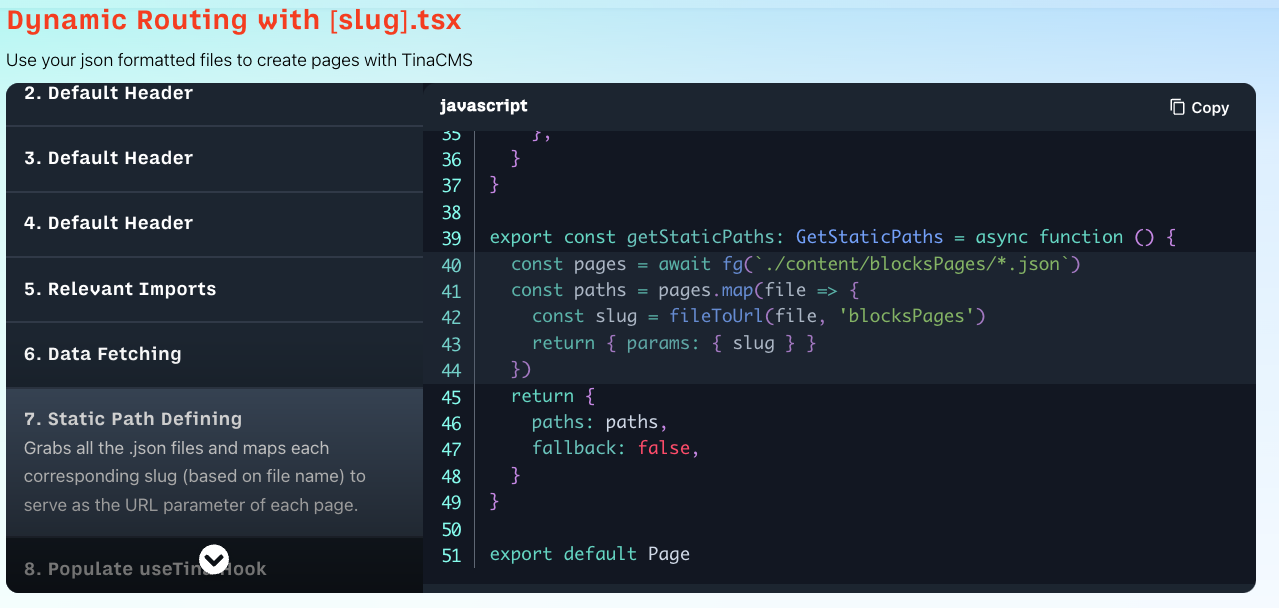 Dynamic Routing with [slug].tsx
Use your json formatted files to create pages with TinaCMS
2. Default Header
3. Default Header
4. Default Header
5. Relevant Imports
6. Data Fetching
7. Static Path Defining
Grabs all the .json files and maps each
corresponding slug (based on file name) to
serve as the URL parameter of each page.
8. Populate useTina Hook
javascript
Copy
35     },
36   }
37 }
38
39 export const getStaticPaths: GetStaticPaths = async function () {
40   const pages = await fg(`./content/blocksPages/*.json`)
41   const paths = pages.map(file => {
42     const slug = fileToUrl(file, 'blocksPages')
43     return { params: { slug } }
44   })
45   return {
46     paths: paths,
47     fallback: false,
48   }
49 }
50
51 export default Page